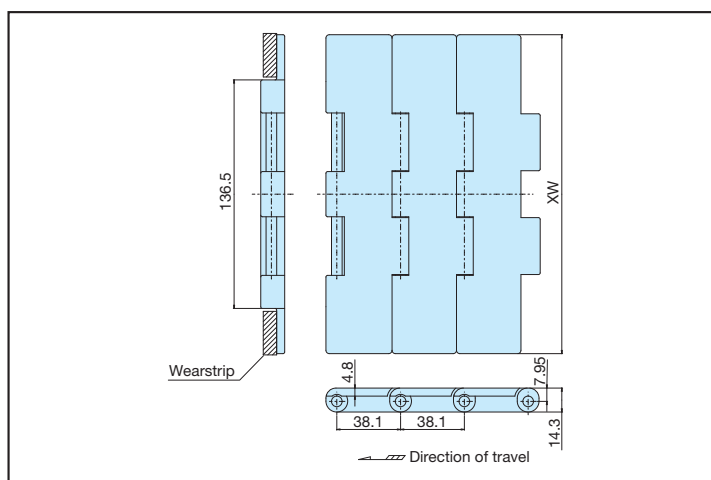 136.5
XW
Wearstrip
4.8
7.95
38.1
38.1
14.3
Direction of travel